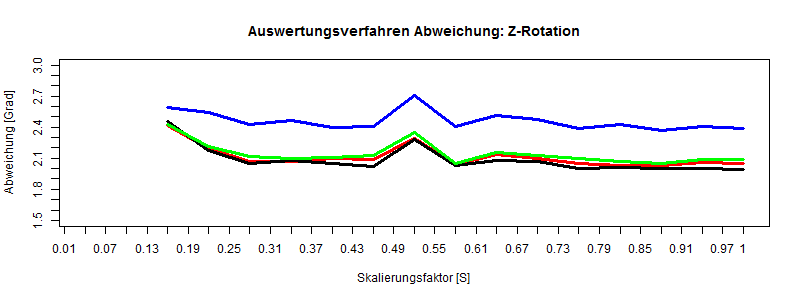 Auswertungsverfahren Abweichung: Z-Rotation
Abweichung [Grad]
3.0
2.7
2.4
2.1
1.8
1.5
0.01 0.07 0.13 0.19 0.25 0.31 0.37 0.43 0.49 0.55 0.61 0.67 0.73 0.79 0.85 0.91 0.97 1
Skalierungsfaktor [S]